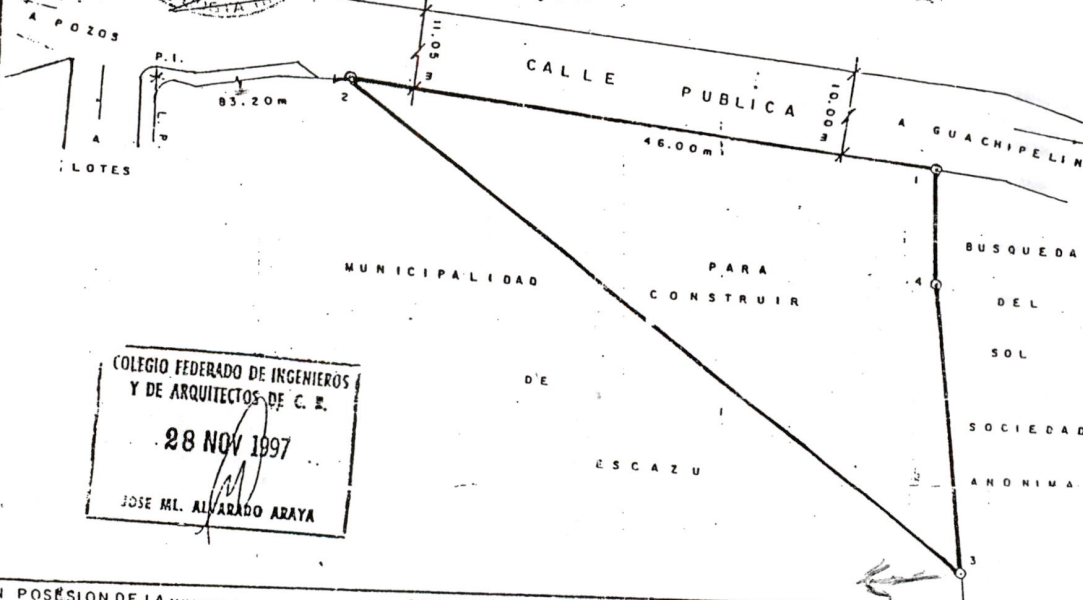 A POZOS
P.I.
L.P.
A
LOTES
83.20m
2
11.05 m
CALLE PUBLICA
10.00m
46.00m
A GUACHIPELIN
1
4
3
MUNICIPALIDAD
DE
ESCAZU
PARA
CONSTRUIR
BUSQUEDA
DEL
SOL
SOCIEDAD
ANONIMA
COLEGIO FEDERADO DE INGENIEROS
Y DE ARQUITECTOS DE C. R.
28 NOV 1997
JOSE ML. ALVARADO ARAYA
POSESION DE LA